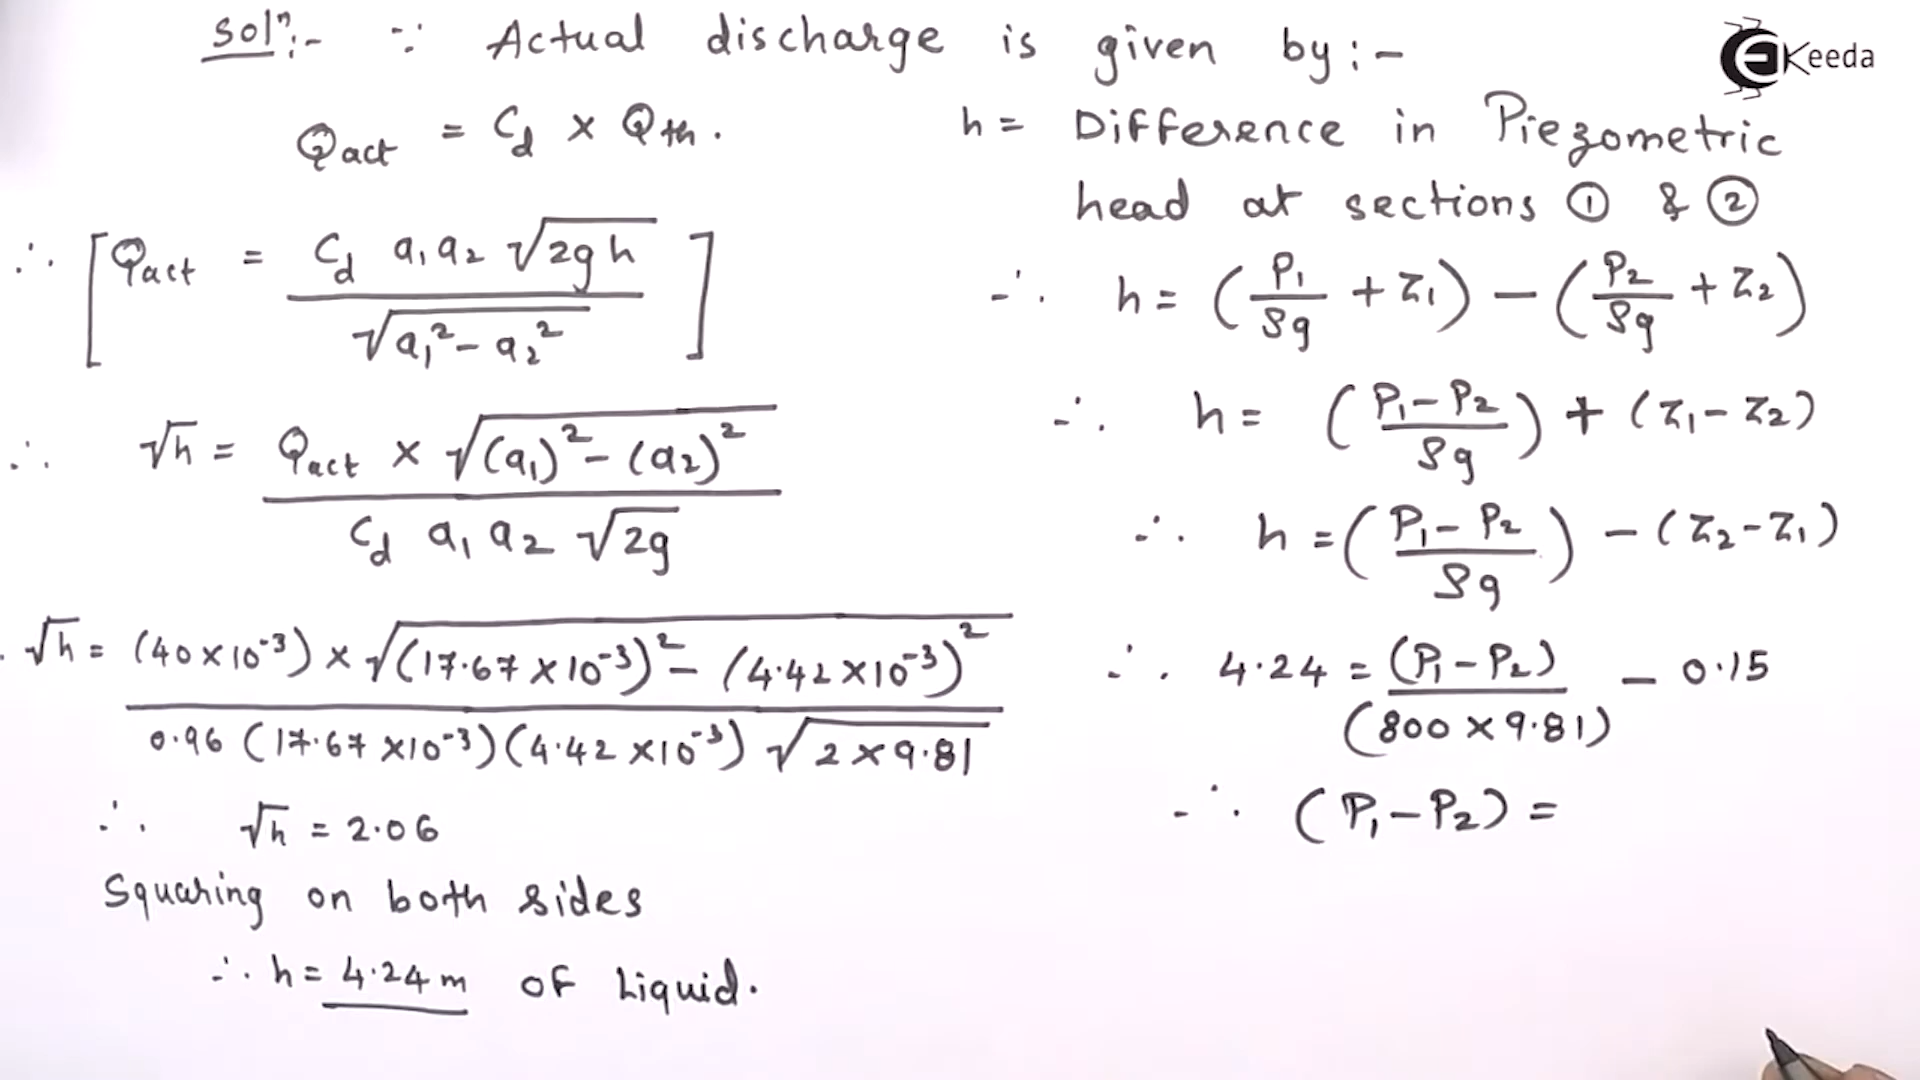 solⁿ:- ∵ Actual discharge is given by:-
Qact = Cd × Qth.
∴ [Qact = Cd a₁a₂ √2gh / √a₁²-a₂²]
∴ √h = Qact × √(a₁)²-(a₂)² / Cd a₁ a₂ √2g
∴ √h = (40×10⁻³) × √(17.67×10⁻³)²-(4.42×10⁻³)² / 0.96 (17.67×10⁻³)(4.42×10⁻³) √2×9.81
∴ √h = 2.06
Squaring on both sides
∴ h = 4.24m of Liquid.
h = Difference in Piezometric
head at sections ① & ②
∴ h = (P₁/ρg + Z₁) - (P₂/ρg + Z₂)
∴ h = (P₁-P₂/ρg) + (Z₁-Z₂)
∴ h = (P₁-P₂/ρg) - (Z₂-Z₁)
∴ 4.24 = (P₁-P₂)/(800×9.81) - 0.15
∴ (P₁-P₂) =
EKeeda